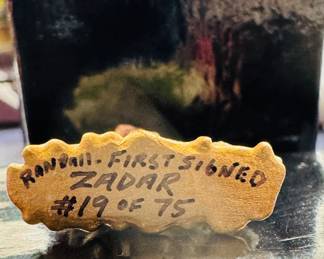 RANDALL. FIRST SIGNED
ZADAR
#19 OF 75